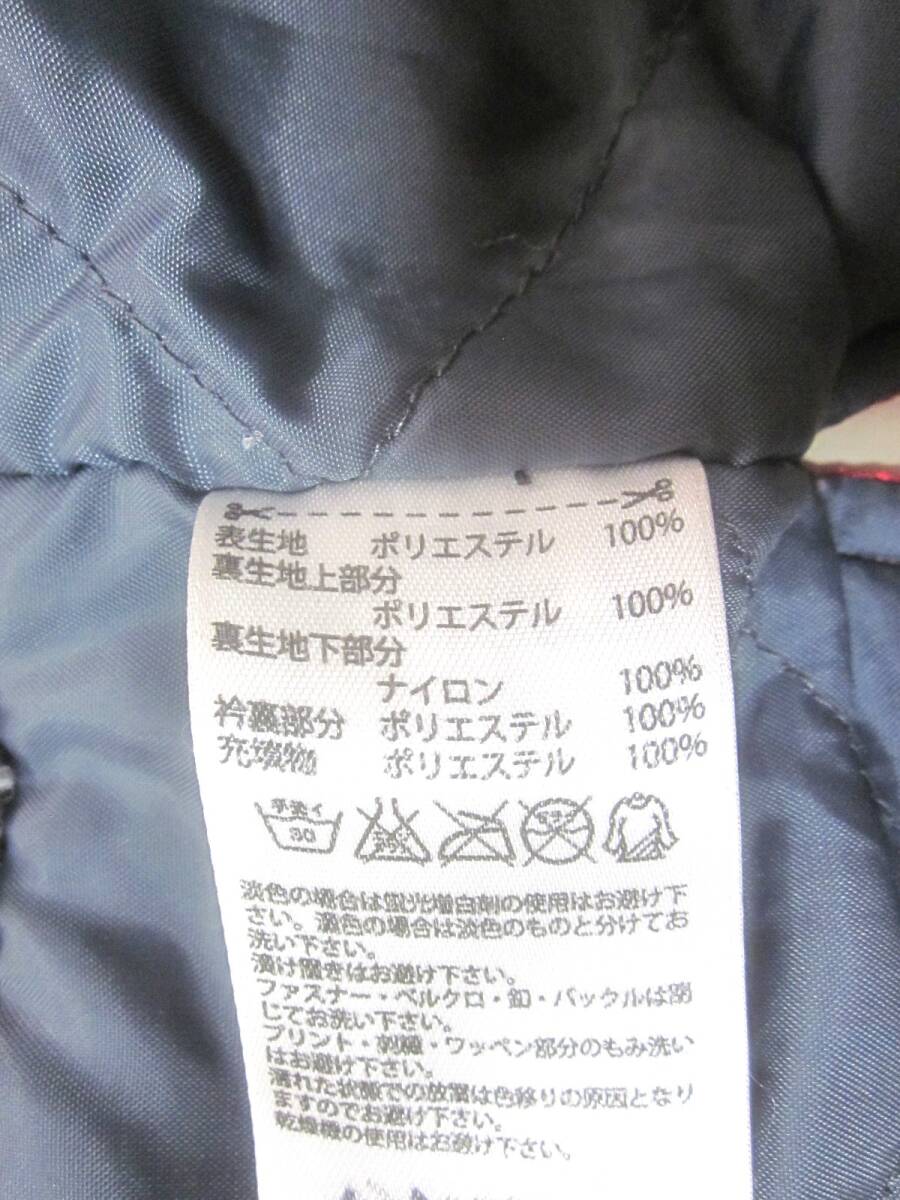 表生地 ポリエステル 100%
裏生地上部分
ポリエステル 100%
裏生地下部分
ナイロン 100%
衿裏部分 ポリエステル 100%
充填物 ポリエステル 100%
手洗イ
30
淡色の場合は蛍光増白剤の使用はお避け下
さい。濃色の場合は淡色のものと分けてお
洗い下さい。
漬け置きはお避け下さい。
ファスナー・ベルクロ・釦・バックルは閉
じてお洗い下さい。
プリント・刺繍・ワッペン部分のもみ洗い
はお避け下さい。
濡れた状態での放置は色移りの原因となり
ますのでお避け下さい。
乾燥機の使用はお避け下さい。